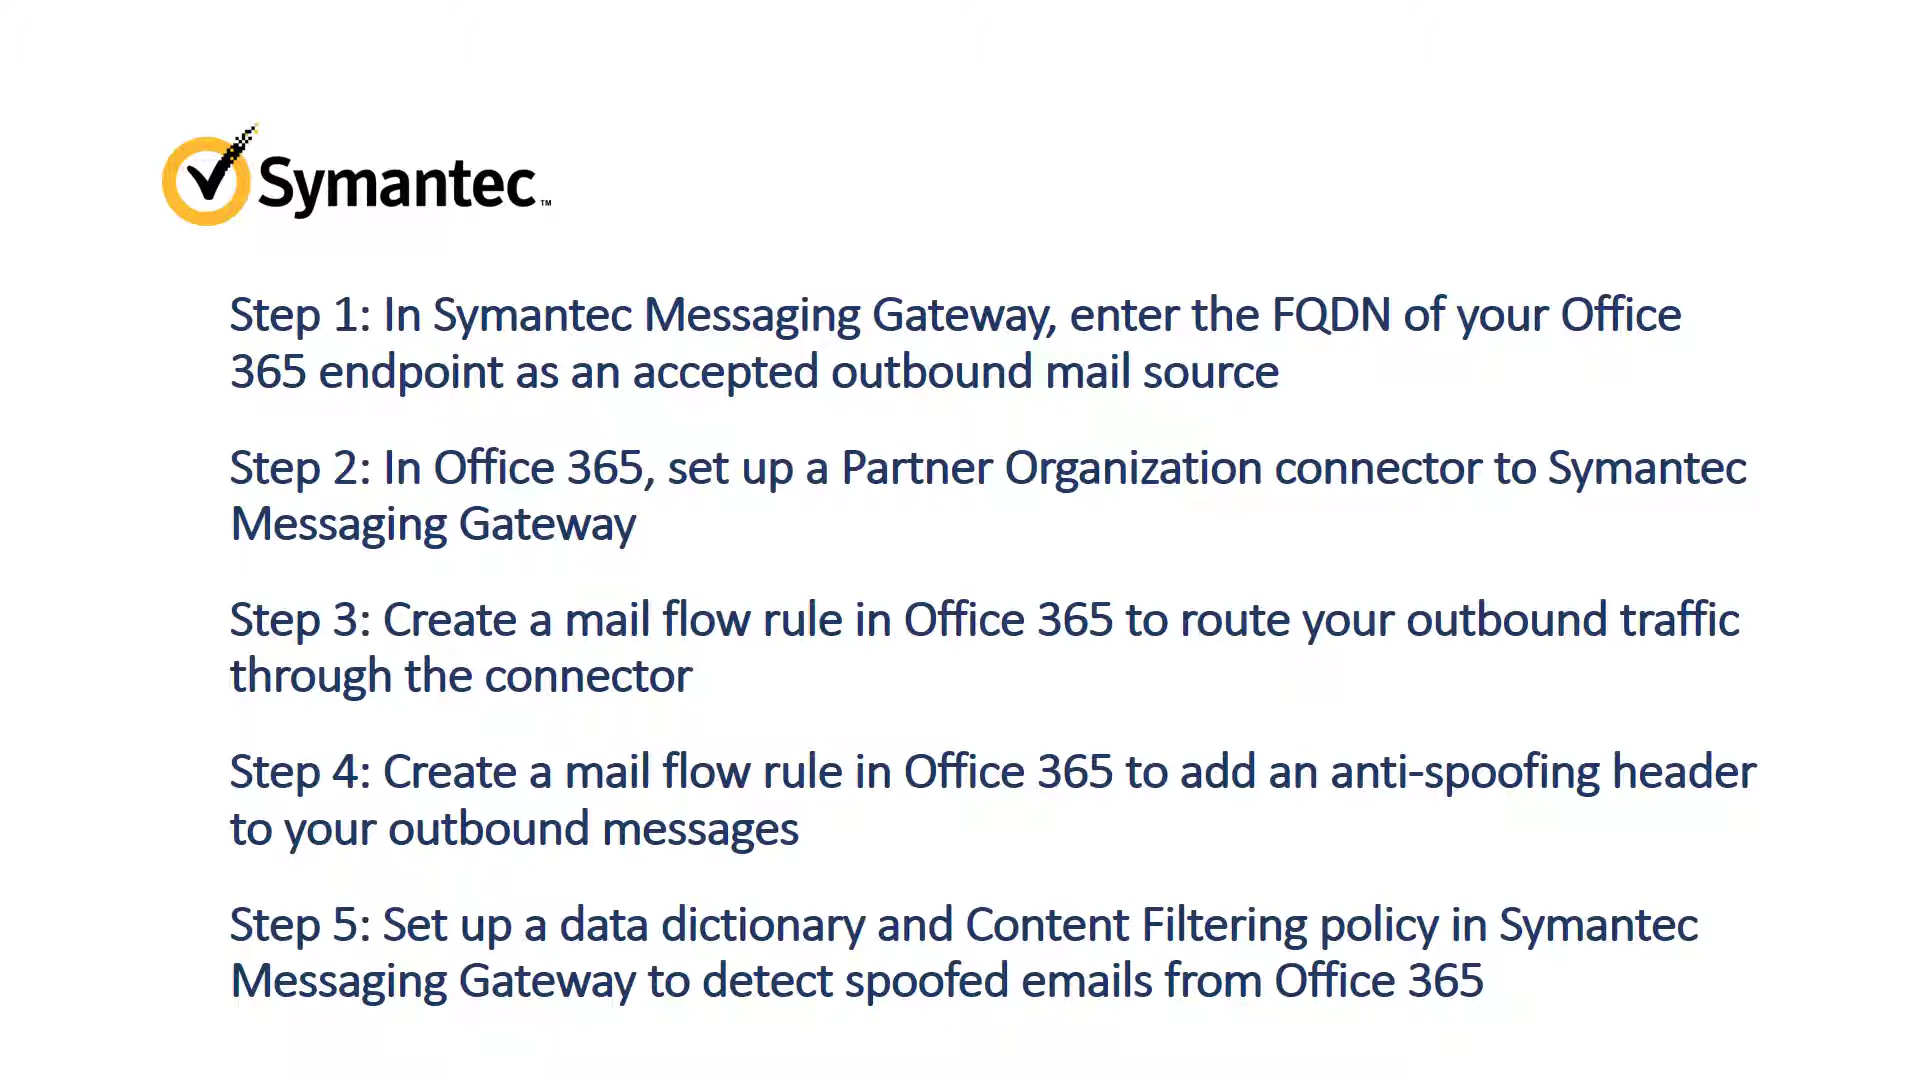 Symantec™
Step 1: In Symantec Messaging Gateway, enter the FQDN of your Office
365 endpoint as an accepted outbound mail source
Step 2: In Office 365, set up a Partner Organization connector to Symantec
Messaging Gateway
Step 3: Create a mail flow rule in Office 365 to route your outbound traffic
through the connector
Step 4: Create a mail flow rule in Office 365 to add an anti-spoofing header
to your outbound messages
Step 5: Set up a data dictionary and Content Filtering policy in Symantec
Messaging Gateway to detect spoofed emails from Office 365